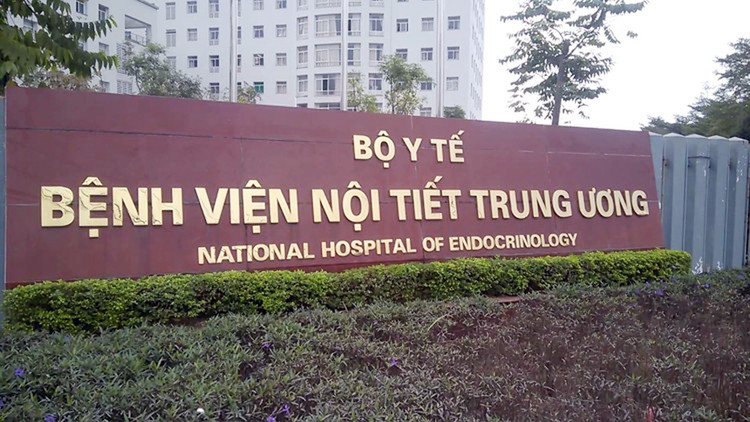 BỘ Y TẾ
BỆNH VIỆN NỘI TIẾT TRUNG ƯƠNG
NATIONAL HOSPITAL OF ENDOCRINOLOGY